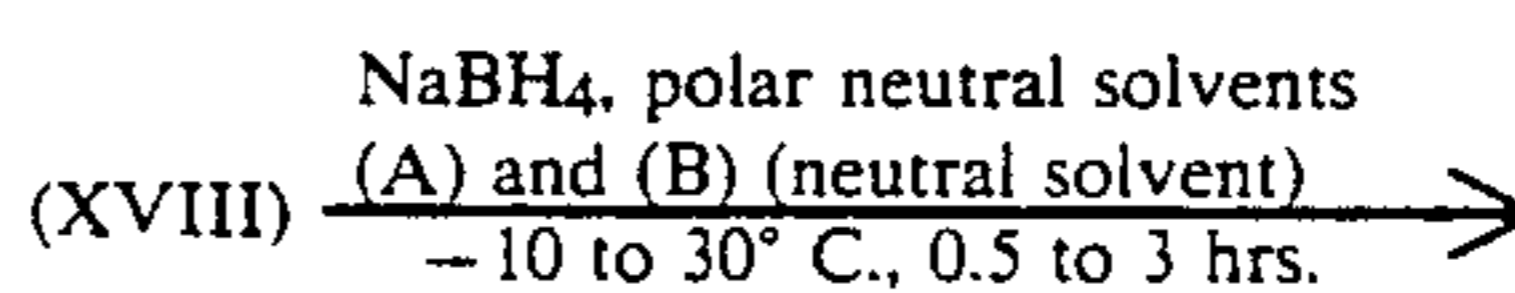 NaBH4, polar neutral solvents
(A) and (B) (neutral solvent)
(XVIII)
– 10 to 30° C., 0.5 to 3 hrs.